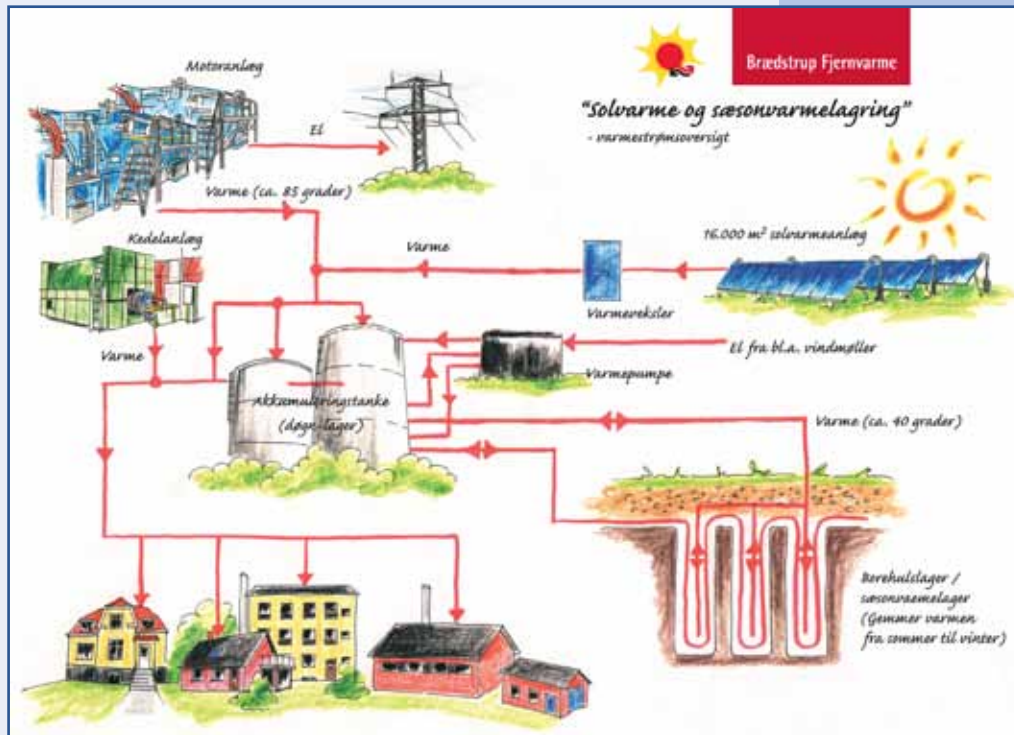 Brædstrup Fjernvarme
"Solvarme og sæsonvarmelagring"
- varmestrømsoversigt
Motoranlæg
El
Varme (ca. 85 grader)
Kedelanlæg
Varme
16.000 m² solvarmeanlæg
Varmeveksler
Varme
El fra bl.a. vindmøller
Varmepumpe
Akkumuleringstanke
(døgn-lager)
Varme (ca. 40 grader)
Borehulslager /
sæsonvaemelager
(Gemmer varmen
fra sommer til vinter)